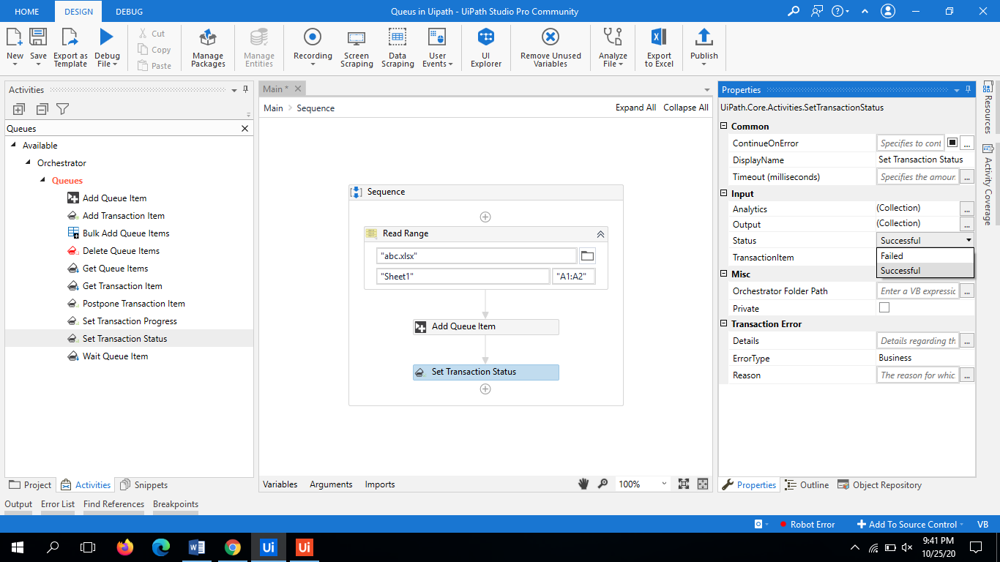 HOME DESIGN DEBUG Queus in Uipath - UiPath Studio Pro Community
New Save Export as Template Debug File Cut Copy Paste Manage Packages Manage Entities Recording Screen Scraping Data Scraping User Events UI Explorer Remove Unused Variables Analyze File Export to Excel Publish
Activities
Queues
Available
Orchestrator
Queues
Add Queue Item
Add Transaction Item
Bulk Add Queue Items
Delete Queue Items
Get Queue Items
Get Transaction Item
Postpone Transaction Item
Set Transaction Progress
Set Transaction Status
Wait Queue Item
Project Activities Snippets
Main *
Main > Sequence Expand All Collapse All
Sequence
Read Range
"abc.xlsx"
"Sheet1" "A1:A2"
Add Queue Item
Set Transaction Status
Variables Arguments Imports 100%
Properties
UiPath.Core.Activities.SetTransactionStatus
Common
ContinueOnError Specifies to cont ...
DisplayName Set Transaction Status
Timeout (milliseconds) Specifies the amour ...
Input
Analytics (Collection) ...
Output (Collection) ...
Status Successful
TransactionItem Failed
Successful
Misc
Orchestrator Folder Path Enter a VB expressic ...
Private
Transaction Error
Details Details regarding th ...
ErrorType Business
Reason The reason for whic ...
Properties Outline Object Repository
Resources
Activity Coverage
Output Error List Find References Breakpoints
Robot Error Add To Source Control VB
Ui Ui
9:41 PM
10/25/20